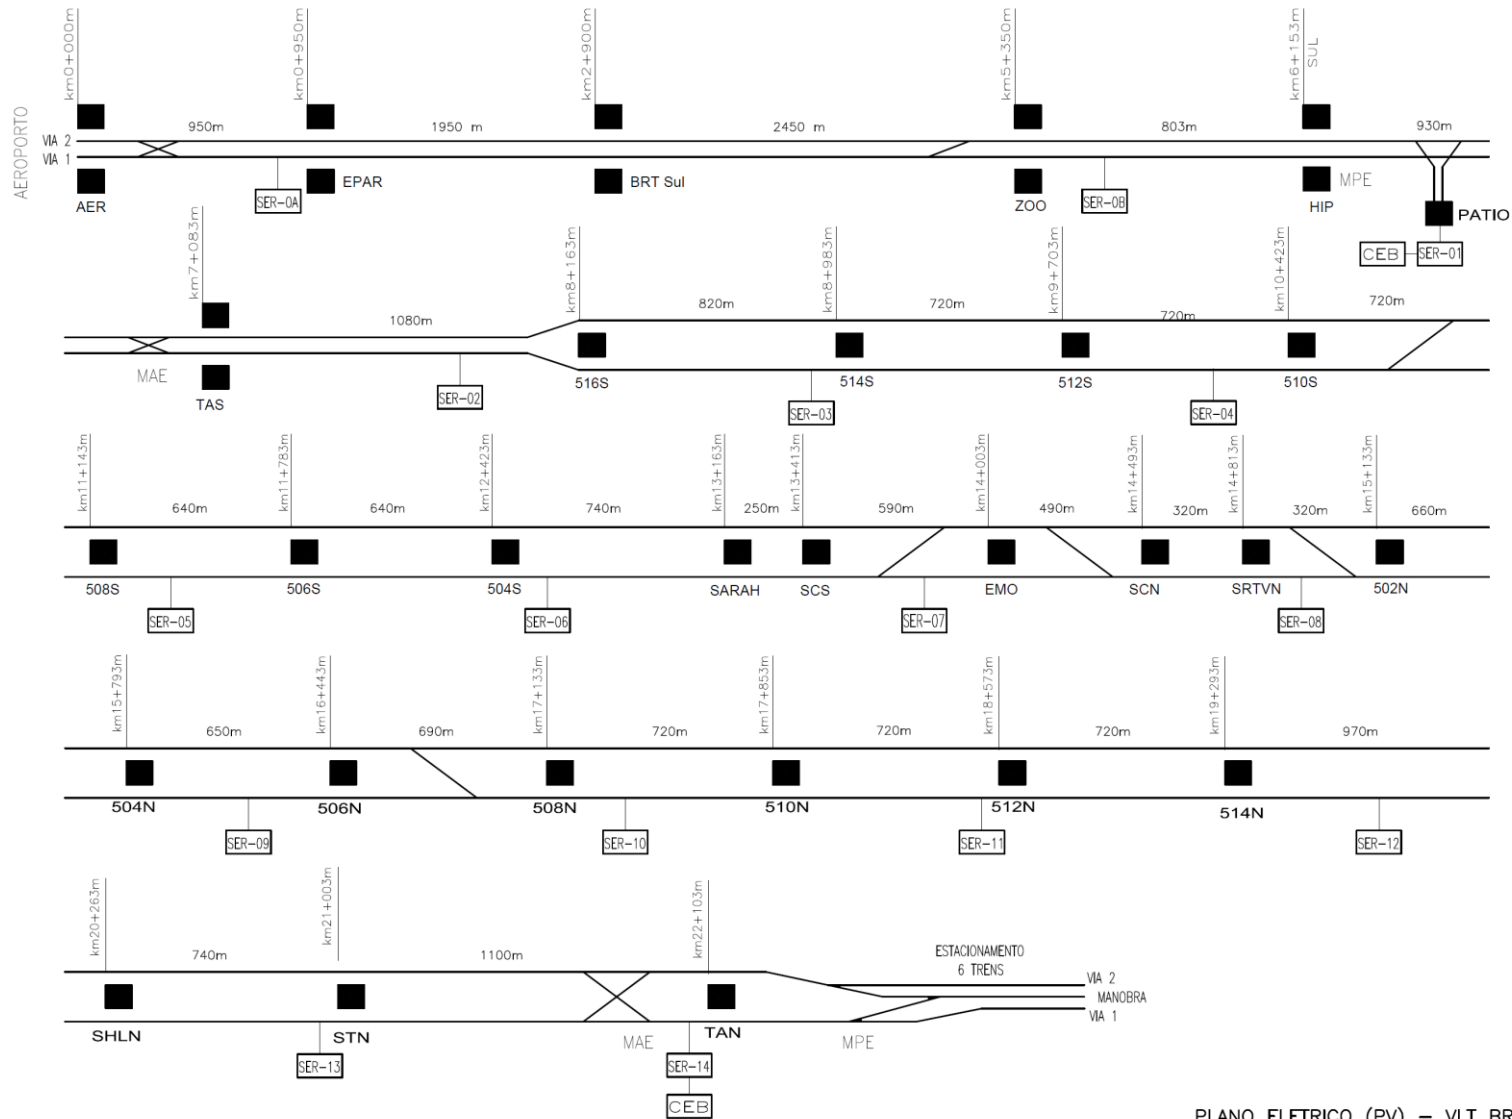 AEROPORTO
km0+000m
km0+950m
km2+900m
km5+350m
km6+153m
SUL
950m
1950 m
2450 m
803m
930m
VIA 2
VIA 1
AER
SER-0A
EPAR
BRT Sul
ZOO
SER-0B
HIP
MPE
PATIO
CEB
SER-01
km7+083m
km8+163m
km8+983m
km9+703m
km10+423m
1080m
820m
720m
720m
720m
MAE
TAS
SER-02
516S
514S
512S
510S
SER-03
SER-04
km11+143m
km11+783m
km12+423m
km13+163m
km13+413m
km14+003m
km14+493m
km14+813m
km15+133m
640m
640m
740m
250m
590m
490m
320m
320m
660m
508S
506S
504S
SARAH
SCS
EMO
SCN
SRTVN
502N
SER-05
SER-06
SER-07
SER-08
km15+793m
km16+443m
km17+133m
km17+853m
km18+573m
km19+293m
650m
690m
720m
720m
720m
970m
504N
506N
508N
510N
512N
514N
SER-09
SER-10
SER-11
SER-12
km20+263m
km21+003m
km22+103m
740m
1100m
ESTACIONAMENTO
6 TRENS
VIA 2
MANOBRA
VIA 1
SHLN
STN
MAE
TAN
MPE
SER-13
SER-14
CEB
PLANO ELETRICO (PV) – VLT BR